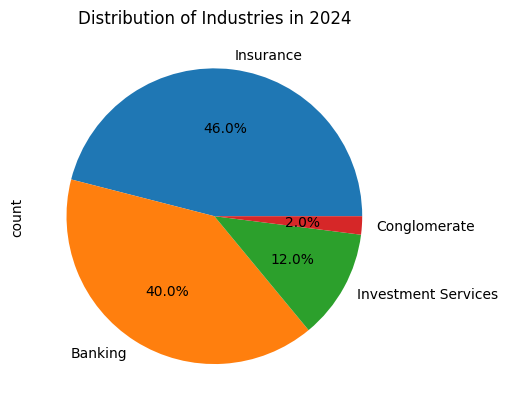 Distribution of Industries in 2024
Insurance
46.0%
count
2.0%
Conglomerate
12.0%
40.0%
Investment Services
Banking